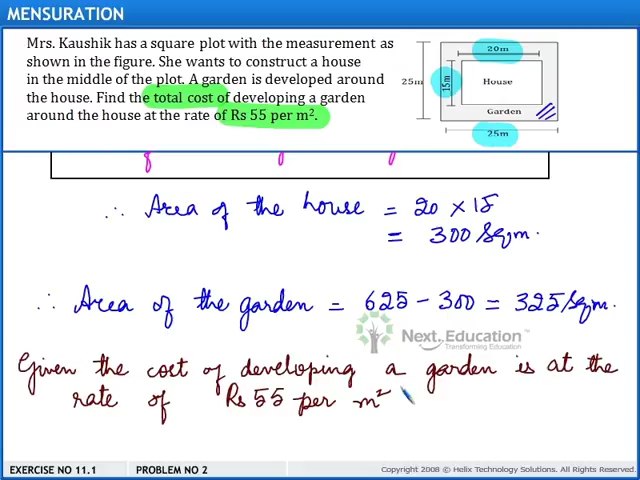 MENSURATION
Mrs. Kaushik has a square plot with the measurement as
shown in the figure. She wants to construct a house
in the middle of the plot. A garden is developed around
the house. Find the total cost of developing a garden
around the house at the rate of Rs 55 per m².
20m
25m
15m
House
Garden
25m
∴ Area of the house = 20 × 15
= 300 sqm.
∴ Area of the garden = 625 - 300 = 325 sqm.
Next Education
Transforming Education
Given the cost of developing a garden is at the
rate of Rs 55 per m²
EXERCISE NO 11.1
PROBLEM NO 2
Copyright 2008 © Helix Technology Solutions. All Rights Reserved.